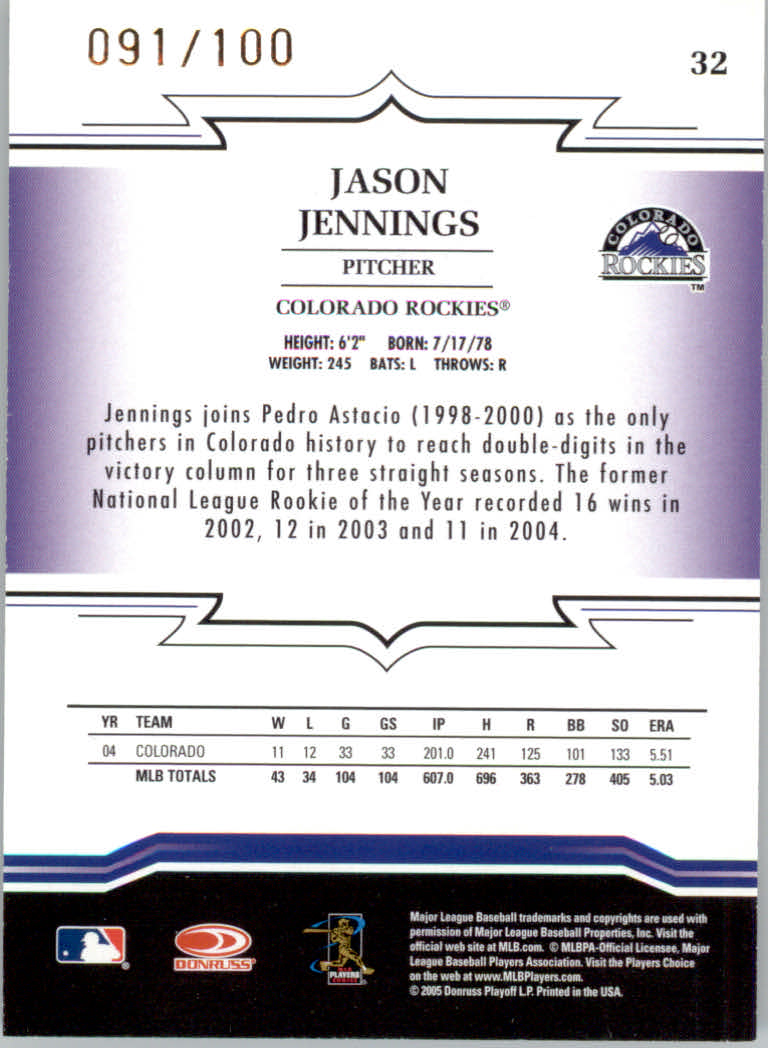 091/100
32
JASON
JENNINGS
PITCHER
COLORADO ROCKIES®
COLORADO
ROCKIES
TM
HEIGHT: 6'2" BORN: 7/17/78
WEIGHT: 245 BATS: L THROWS: R
Jennings joins Pedro Astacio (1998-2000) as the only
pitchers in Colorado history to reach double-digits in the
victory column for three straight seasons. The former
National League Rookie of the Year recorded 16 wins in
2002, 12 in 2003 and 11 in 2004.
YR TEAM W L G GS IP H R BB SO ERA
04 COLORADO 11 12 33 33 201.0 241 125 101 133 5.51
MLB TOTALS 43 34 104 104 607.0 696 363 278 405 5.03
DONRUSS
MLB
PLAYERS
CHOICE
Major League Baseball trademarks and copyrights are used with
permission of Major League Baseball Properties, Inc. Visit the
official web site at MLB.com. © MLBPA-Official Licensee, Major
League Baseball Players Association. Visit the Players Choice
on the web at www.MLBPlayers.com.
© 2005 Donruss Playoff L.P. Printed in the USA.